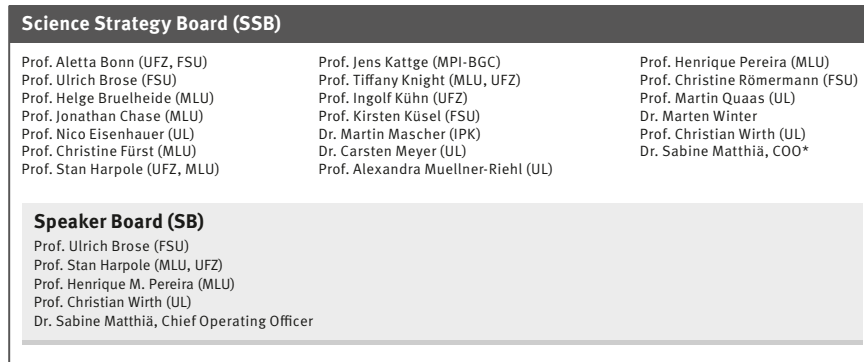 Science Strategy Board (SSB)
Prof. Aletta Bonn (UFZ, FSU)
Prof. Ulrich Brose (FSU)
Prof. Helge Bruelheide (MLU)
Prof. Jonathan Chase (MLU)
Prof. Nico Eisenhauer (UL)
Prof. Christine Fürst (MLU)
Prof. Stan Harpole (UFZ, MLU)
Prof. Jens Kattge (MPI-BGC)
Prof. Tiffany Knight (MLU, UFZ)
Prof. Ingolf Kühn (UFZ)
Prof. Kirsten Küsel (FSU)
Dr. Martin Mascher (IPK)
Dr. Carsten Meyer (UL)
Prof. Alexandra Muellner-Riehl (UL)
Prof. Henrique Pereira (MLU)
Prof. Christine Römermann (FSU)
Prof. Martin Quaas (UL)
Dr. Marten Winter
Prof. Christian Wirth (UL)
Dr. Sabine Matthiä, COO*
Speaker Board (SB)
Prof. Ulrich Brose (FSU)
Prof. Stan Harpole (MLU, UFZ)
Prof. Henrique M. Pereira (MLU)
Prof. Christian Wirth (UL)
Dr. Sabine Matthiä, Chief Operating Officer